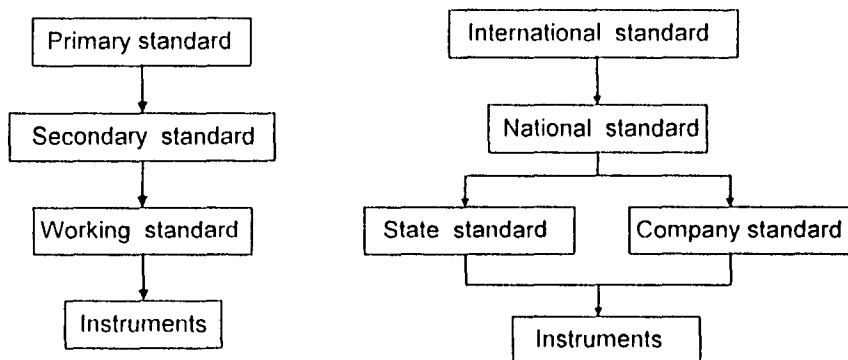 Primary standard
Secondary standard
Working standard
Instruments
International standard
National standard
State standard
Company standard
Instruments